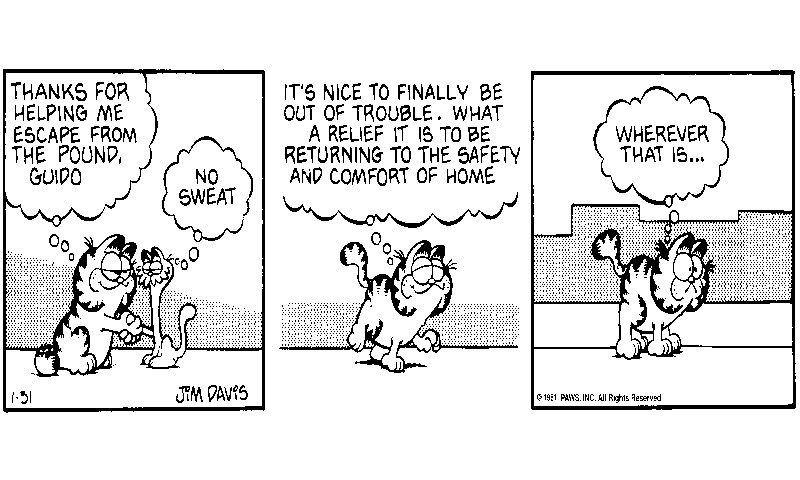 THANKS FOR
HELPING ME
ESCAPE FROM
THE POUND,
GUIDO
NO
SWEAT
1-31
JIM DAVIS
IT'S NICE TO FINALLY BE
OUT OF TROUBLE. WHAT
A RELIEF IT IS TO BE
RETURNING TO THE SAFETY
AND COMFORT OF HOME
WHEREVER
THAT IS...
© 1981 PAWS, INC. All Rights Reserved